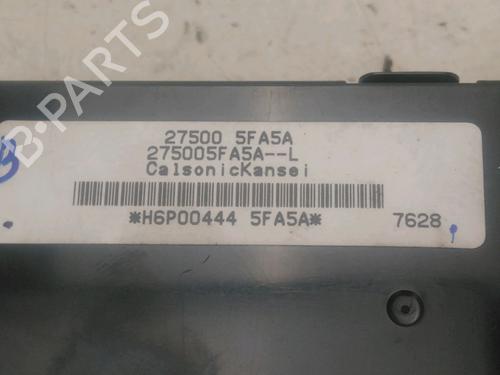 B-PARTS
27500 5FA5A
275005FA5A--L
CalsonicKansei
*H6P00444 5FA5A* 7628